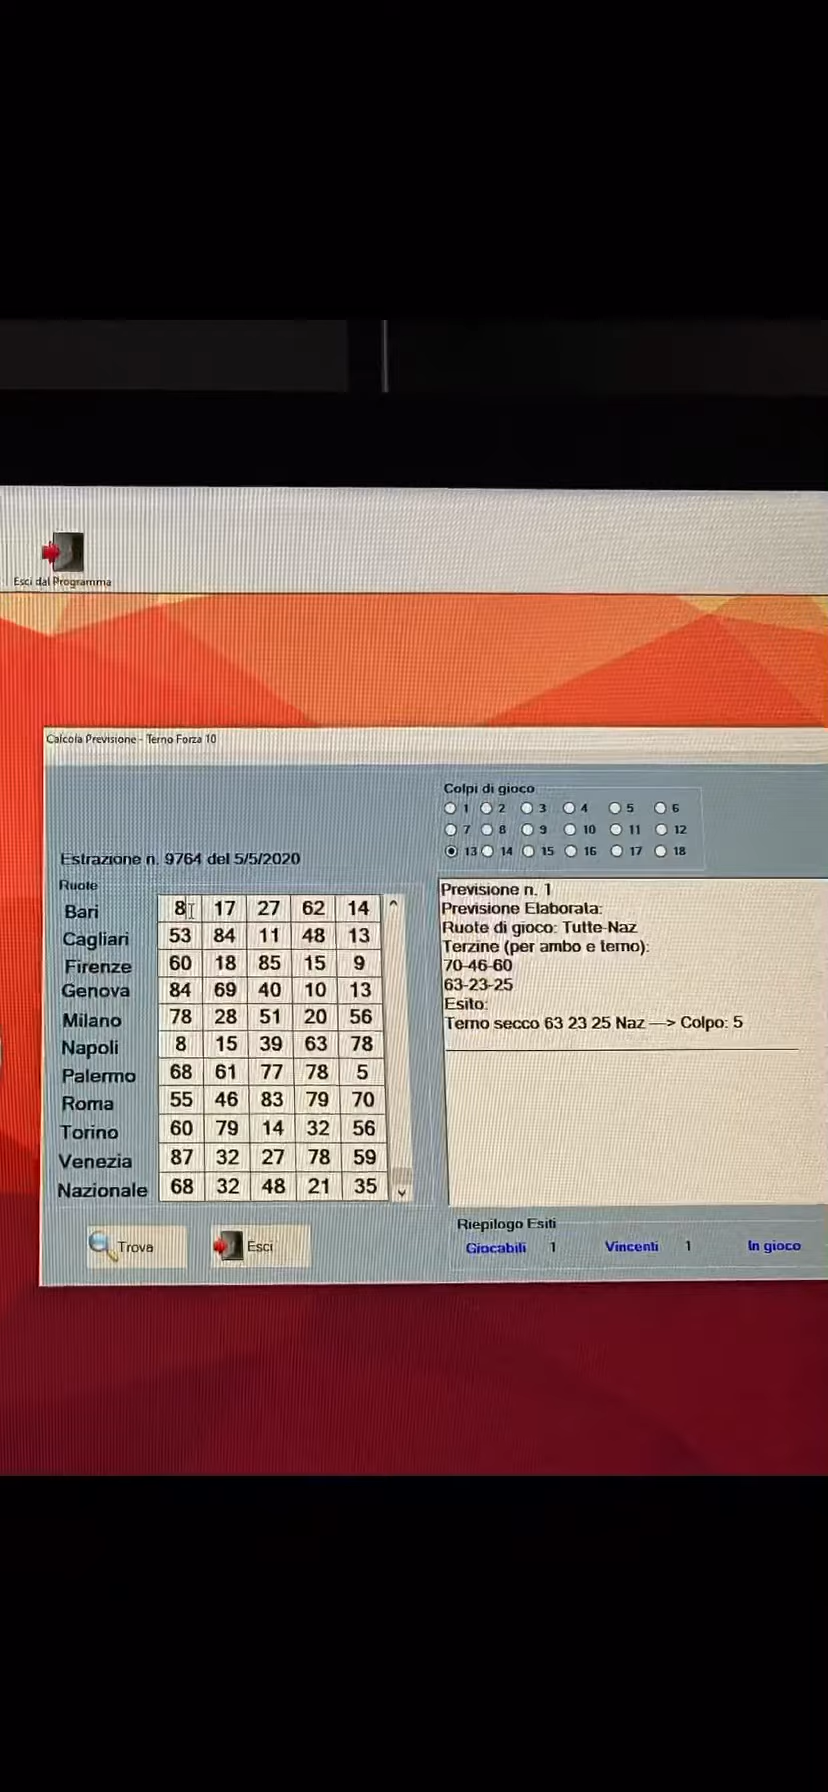 Esci dal Programma
Calcola Previsione - Terno Forza 10
Colpi di gioco
1 2 3 4 5 6
7 8 9 10 11 12
13 14 15 16 17 18
Estrazione n. 9764 del 5/5/2020
Ruote
Bari 8 17 27 62 14
Cagliari 53 84 11 48 13
Firenze 60 18 85 15 9
Genova 84 69 40 10 13
Milano 78 28 51 20 56
Napoli 8 15 39 63 78
Palermo 68 61 77 78 5
Roma 55 46 83 79 70
Torino 60 79 14 32 56
Venezia 87 32 27 78 59
Nazionale 68 32 48 21 35
Trova Esci
Previsione n. 1
Previsione Elaborata:
Ruote di gioco: Tutte-Naz
Terzine (per ambo e terno):
70-46-60
63-23-25
Esito:
Terno secco 63 23 25 Naz —> Colpo: 5
Riepilogo Esiti
Giocabili 1 Vincenti 1 In gioco